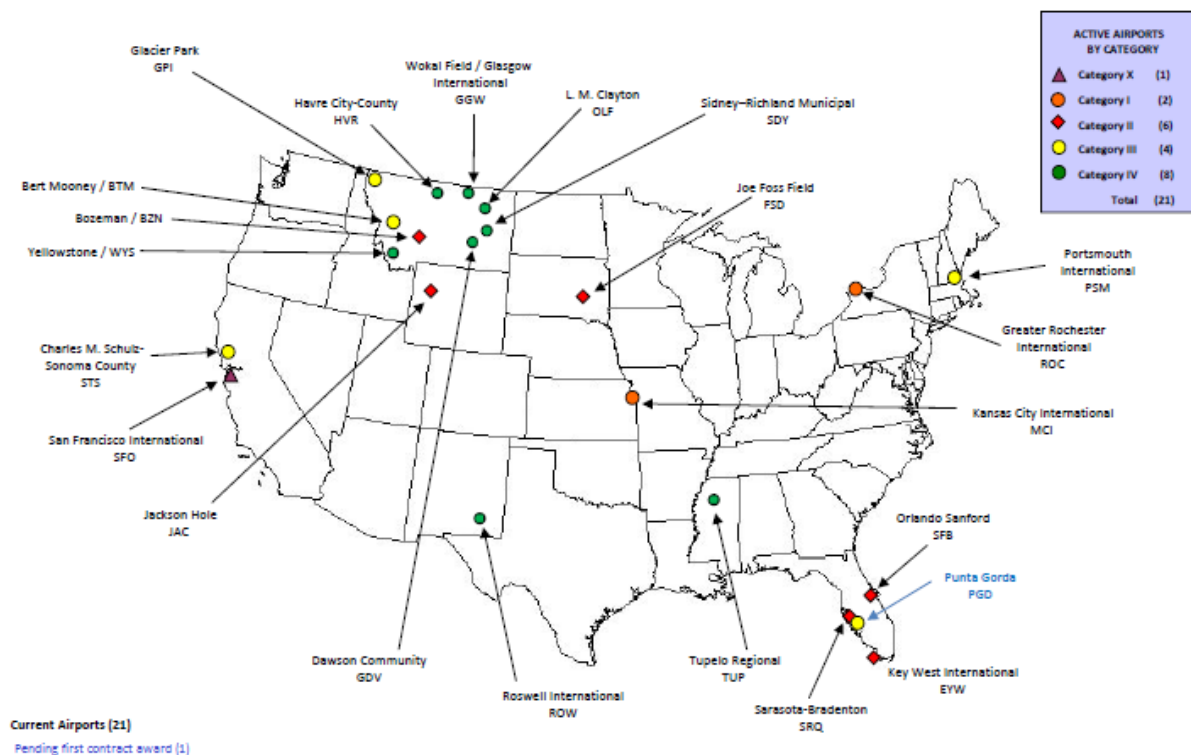 ACTIVE AIRPORTS
BY CATEGORY
Category X (1)
Category I (2)
Category II (6)
Category III (4)
Category IV (8)
Total (21)
Glacier Park
GPI
Wokal Field / Glasgow
International
GGW
Havre City-County
HVR
L. M. Clayton
OLF
Sidney–Richland Municipal
SDY
Bert Mooney / BTM
Bozeman / BZN
Yellowstone / WYS
Joe Foss Field
FSD
Portsmouth
International
PSM
Greater Rochester
International
ROC
Charles M. Schulz-
Sonoma County
STS
Kansas City International
MCI
San Francisco International
SFO
Jackson Hole
JAC
Orlando Sanford
SFB
Punta Gorda
PGD
Dawson Community
GDV
Roswell International
ROW
Tupelo Regional
TUP
Key West International
EYW
Sarasota-Bradenton
SRQ
Current Airports (21)
Pending first contract award (1)